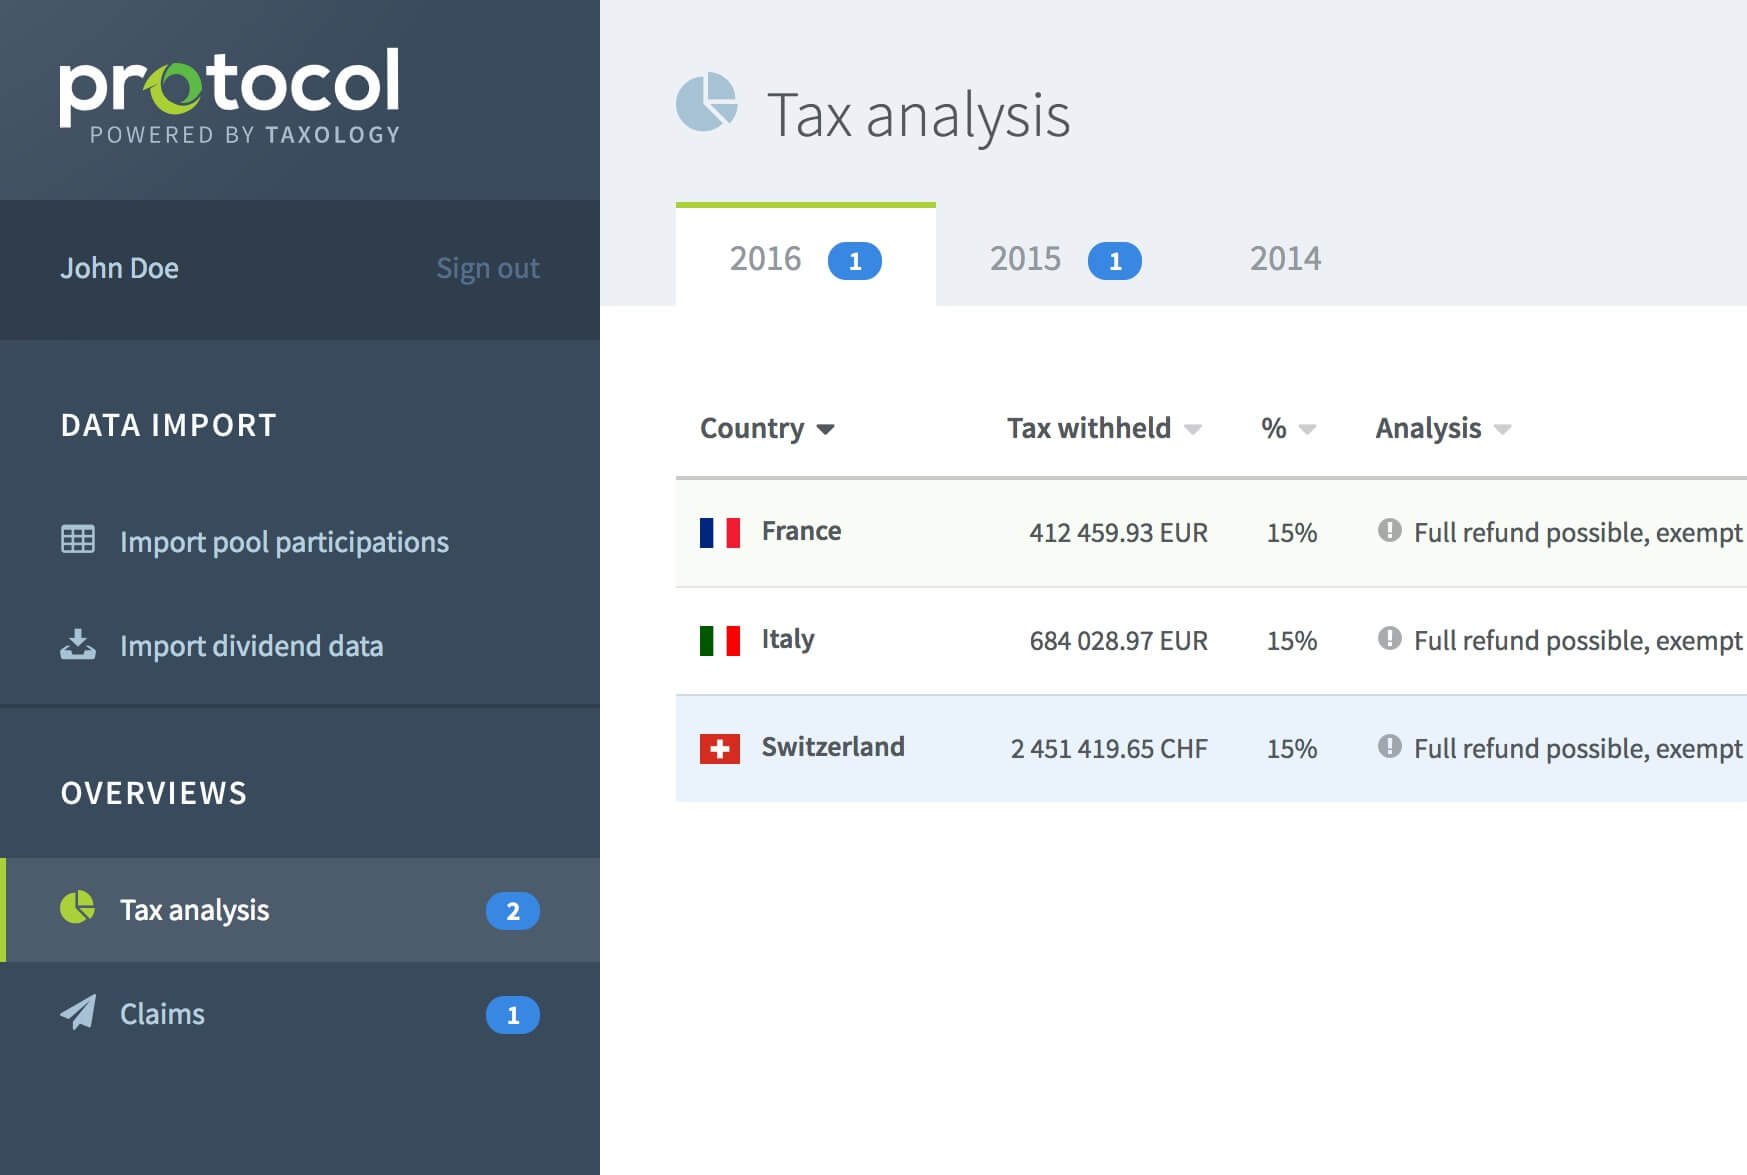 protocol
POWERED BY TAXOLOGY
John Doe Sign out
DATA IMPORT
Import pool participations
Import dividend data
OVERVIEWS
Tax analysis 2
Claims 1
Tax analysis
2016 1 2015 1 2014
Country Tax withheld % Analysis
France 412 459.93 EUR 15% Full refund possible, exempt
Italy 684 028.97 EUR 15% Full refund possible, exempt
Switzerland 2 451 419.65 CHF 15% Full refund possible, exempt